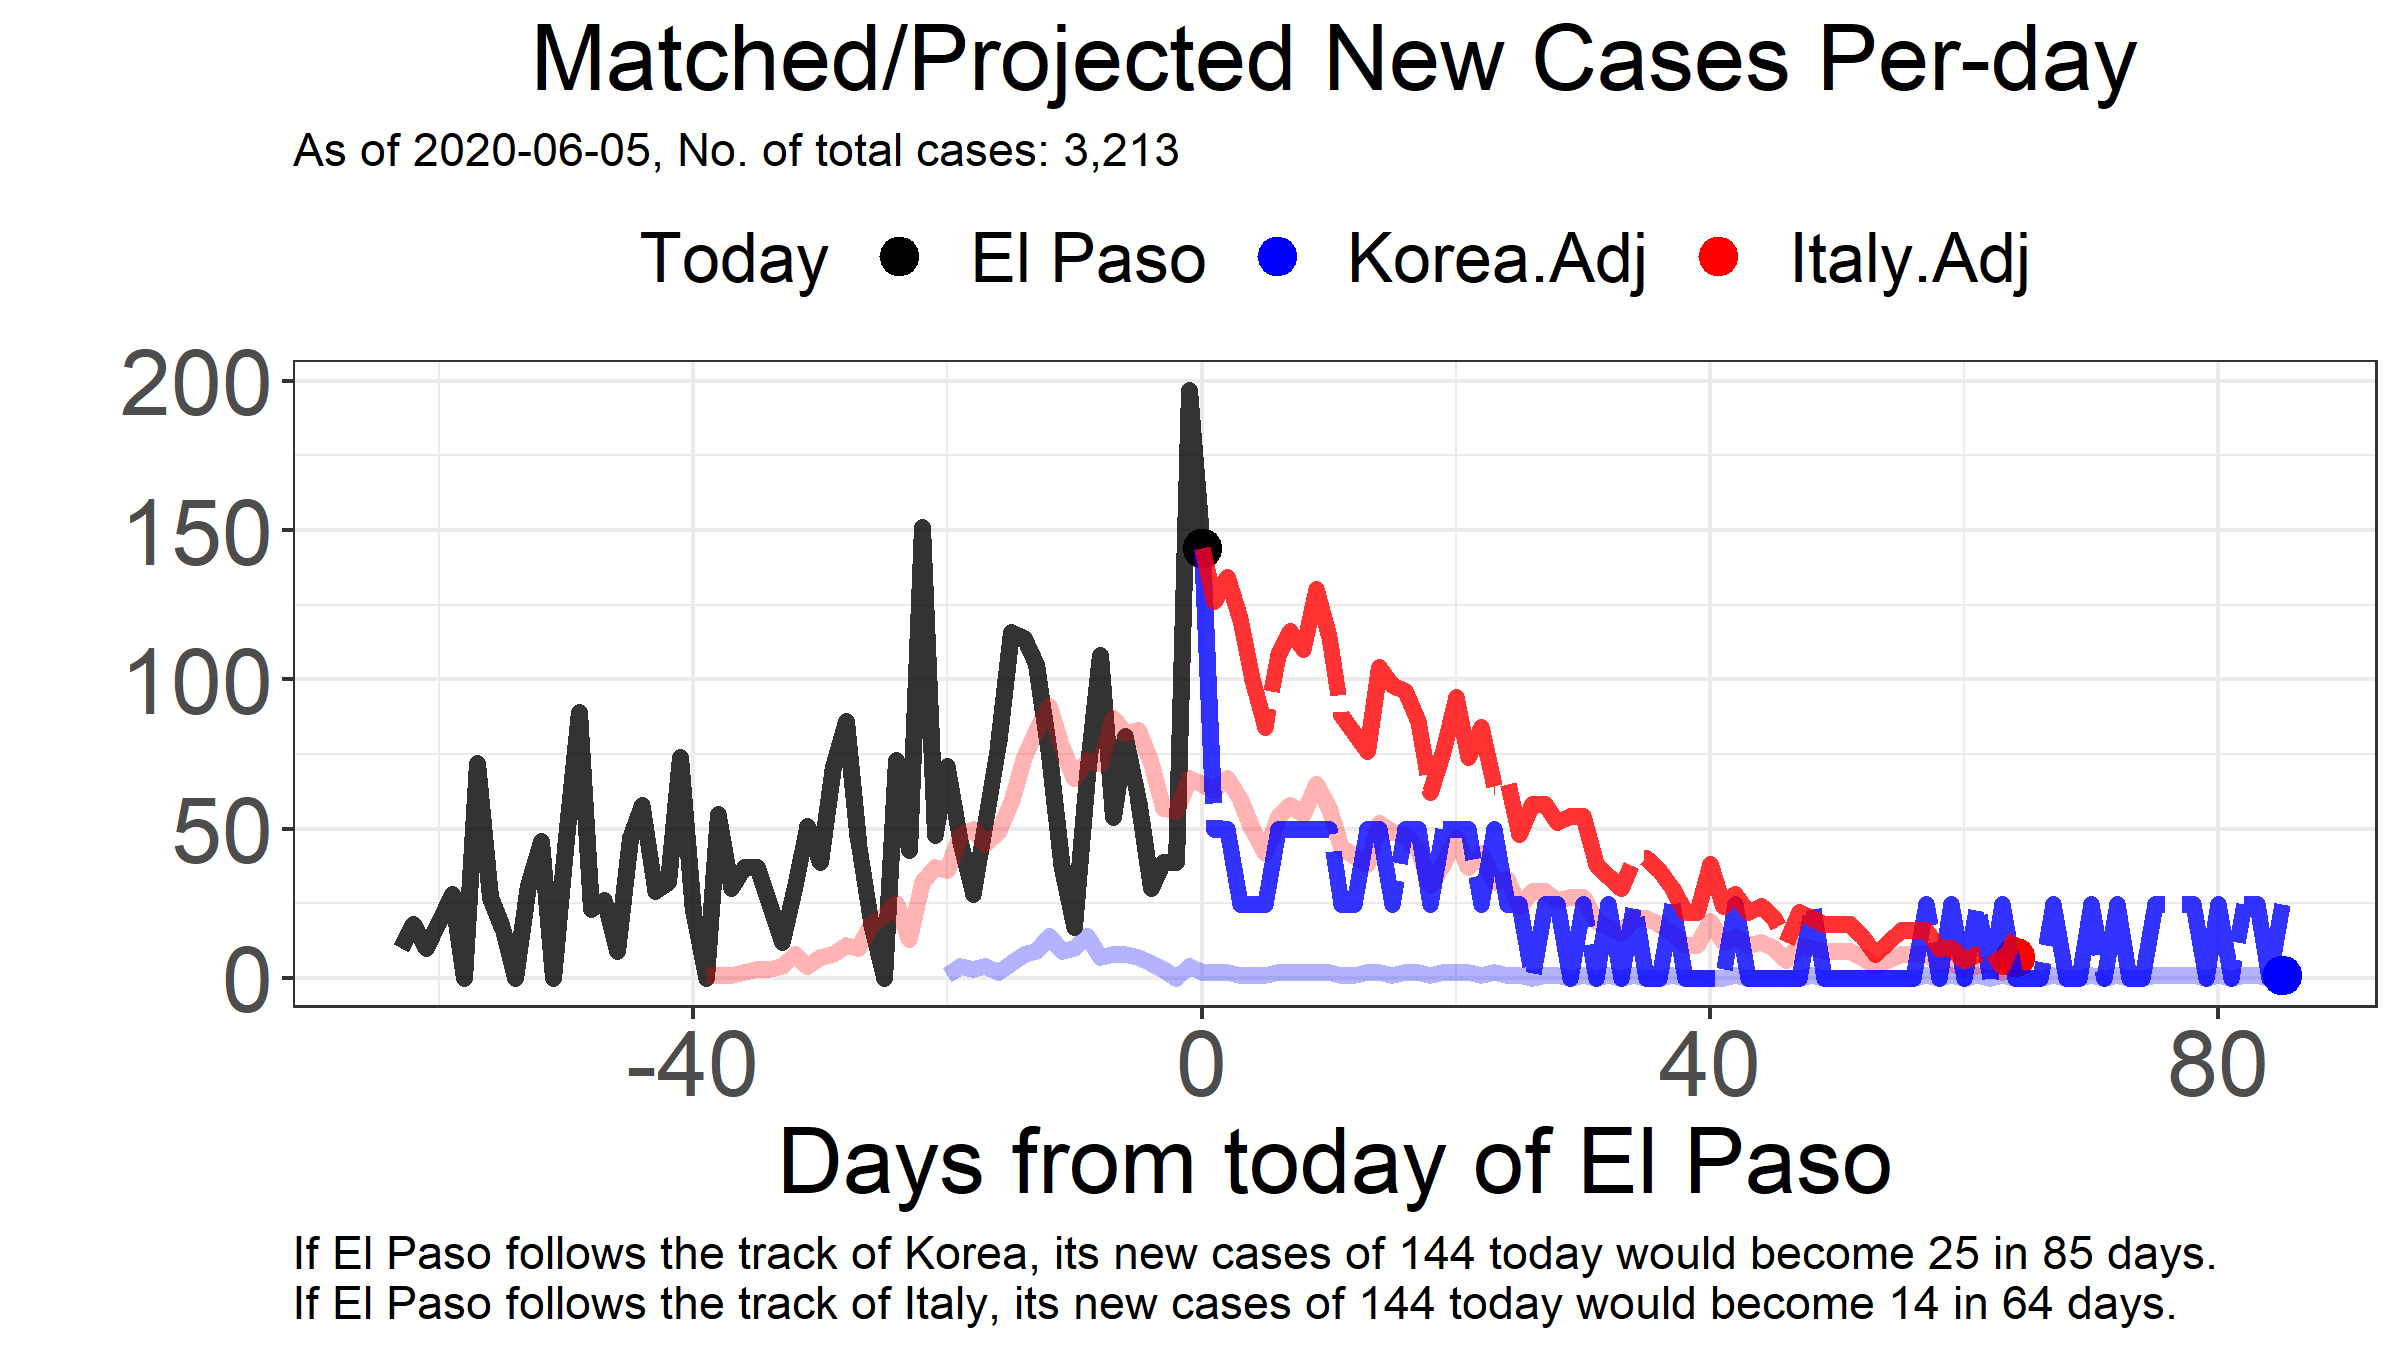 Matched/Projected New Cases Per-day
As of 2020-06-05, No. of total cases: 3,213
Today El Paso Korea.Adj Italy.Adj
200
150
100
50
0
-40 0 40 80
Days from today of El Paso
If El Paso follows the track of Korea, its new cases of 144 today would become 25 in 85 days.
If El Paso follows the track of Italy, its new cases of 144 today would become 14 in 64 days.